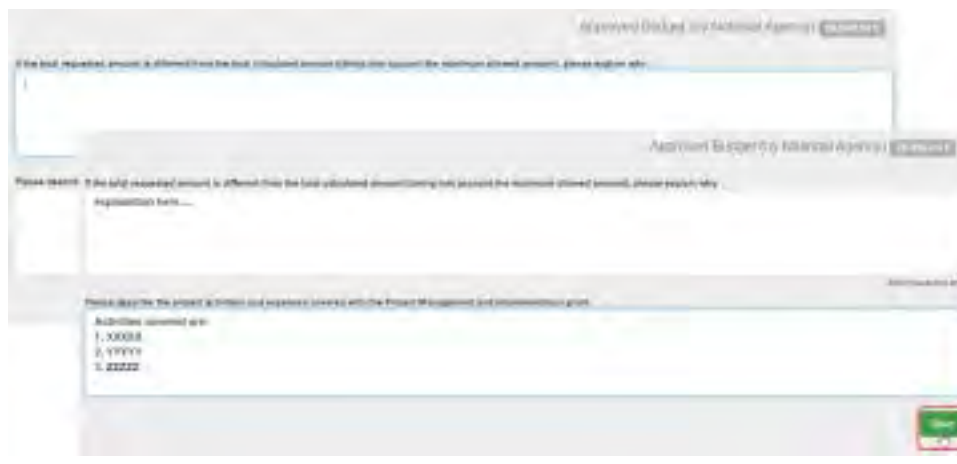 Approved Budget (by National Agency)
If the total requested amount is different from the total calculated amount taking into account the maximum allowed amount, please explain why
Approved Budget (by National Agency)
Please describe
If the total requested amount is different from the total calculated amount taking into account the maximum allowed amount, please explain why
explanation here....
Please describe the project activities and expenses covered with the Project Management and Implementation grant.
Activities covered are:
1. XXXXX
2. YYYYY
3. ZZZZZ
Save